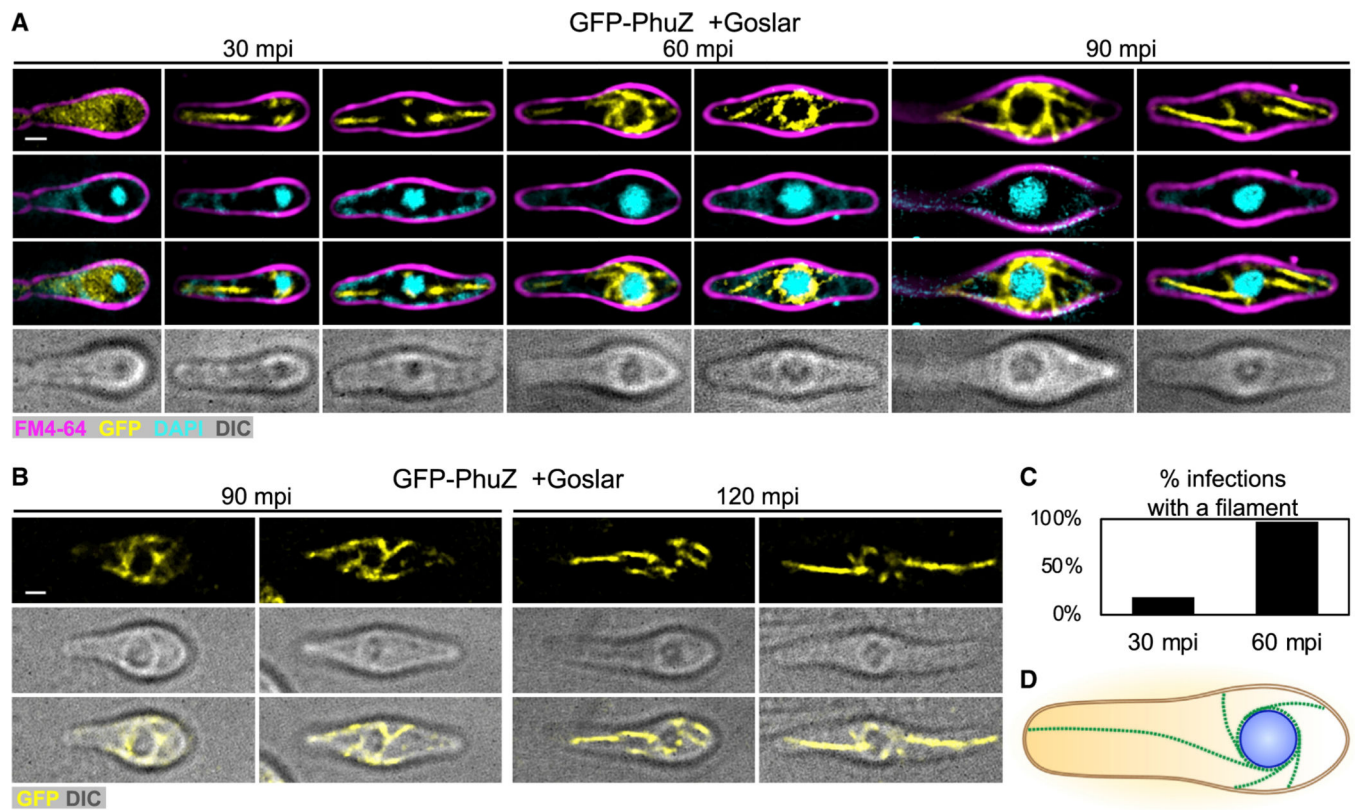 A
GFP-PhuZ +Goslar
30 mpi 60 mpi 90 mpi
FM4-64 GFP DAPI DIC
B
GFP-PhuZ +Goslar
90 mpi 120 mpi
GFP DIC
C
% infections
with a filament
100%
50%
0%
30 mpi 60 mpi
D